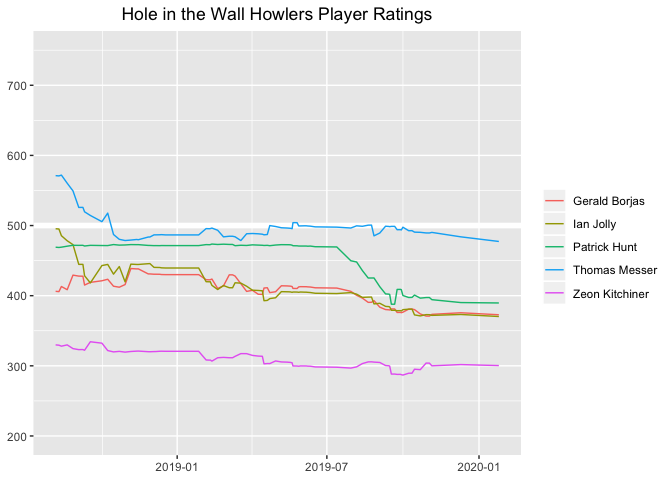 Hole in the Wall Howlers Player Ratings
700
600
500
400
300
200
2019-01
2019-07
2020-01
Gerald Borjas
Ian Jolly
Patrick Hunt
Thomas Messer
Zeon Kitchiner